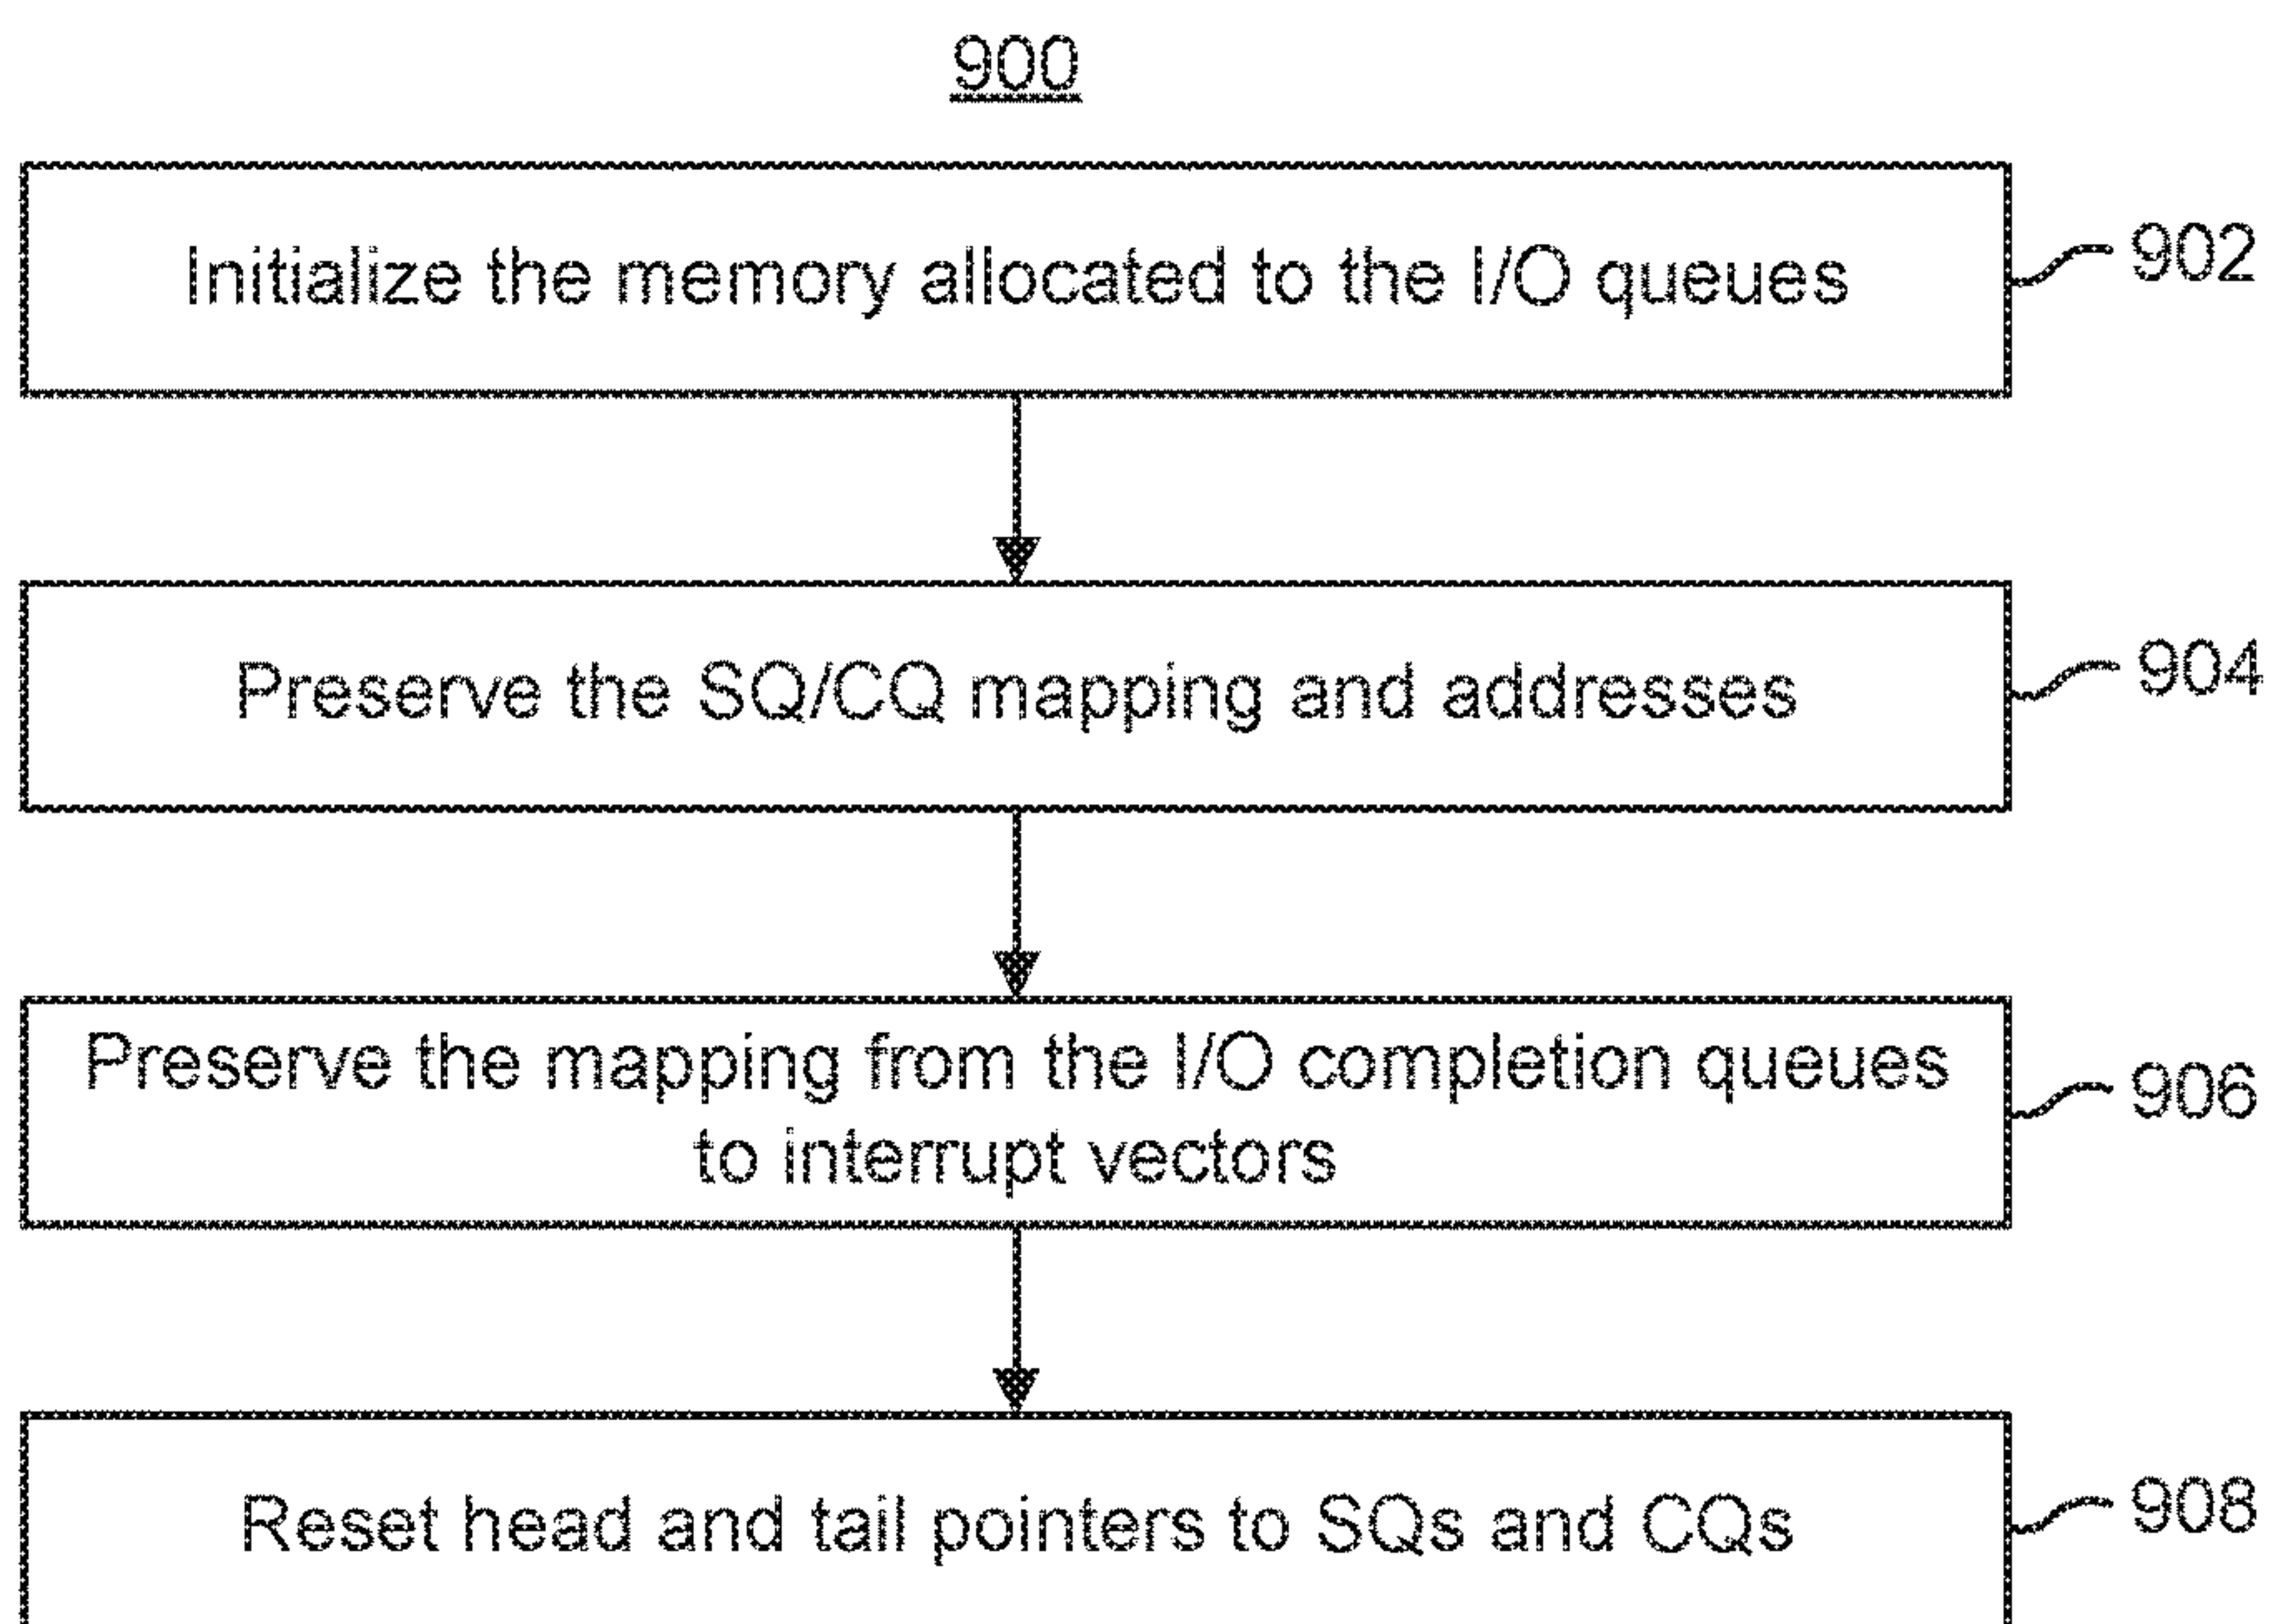 900
Initialize the memory allocated to the I/O queues
902
Preserve the SQ/CQ mapping and addresses
904
Preserve the mapping from the I/O completion queues
to interrupt vectors
906
Reset head and tail pointers to SQs and CQs
908